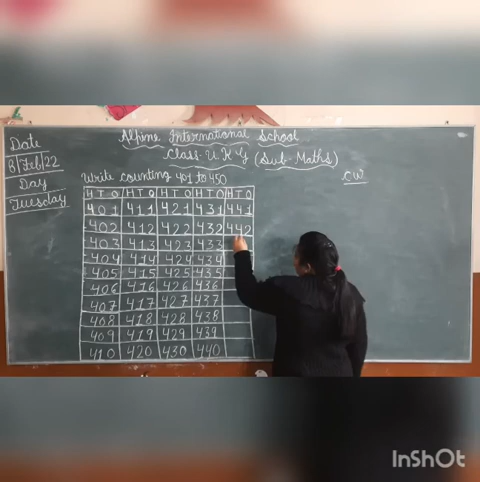 Alpine International School
Date
Class- U K G (Sub- Maths)
8/Feb/22
C.W
Day
Write counting 401 to 450
Tuesday
H T O H T O H T O H T O H T O
401 411 421 431 441
402 412 422 432 442
403 413 423 433
404 414 424 434
405 415 425 435
406 416 426 436
407 417 427 437
408 418 428 438
409 419 429 439
410 420 430 440
InShOt